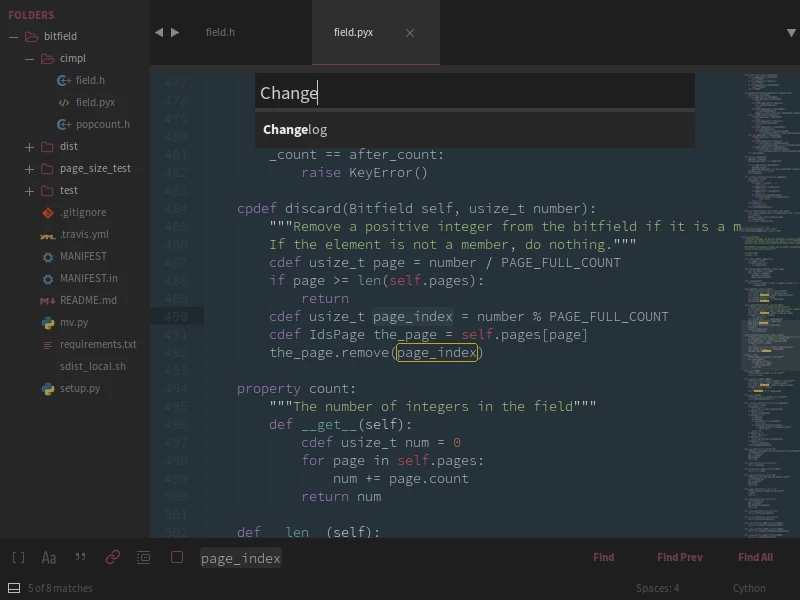 FOLDERS
bitfield
cimpl
field.h
field.pyx
popcount.h
dist
page_size_test
test
.gitignore
.travis.yml
MANIFEST
MANIFEST.in
README.md
mv.py
requirements.txt
sdist_local.sh
setup.py
field.h
field.pyx
Change
Changelog
477
478
479
480
481 _count == after_count:
482 raise KeyError()
483
484 cpdef discard(Bitfield self, usize_t number):
485 """Remove a positive integer from the bitfield if it is a m
486 If the element is not a member, do nothing."""
487 cdef usize_t page = number / PAGE_FULL_COUNT
488 if page >= len(self.pages):
489 return
490 cdef usize_t page_index = number % PAGE_FULL_COUNT
491 cdef IdsPage the_page = self.pages[page]
492 the_page.remove(page_index)
493
494 property count:
495 """The number of integers in the field"""
496 def __get__(self):
497 cdef usize_t num = 0
498 for page in self.pages:
499 num += page.count
500 return num
501
502 def __len__(self):
[] Aa " page_index Find Find Prev Find All
5 of 8 matches Spaces: 4 Cython